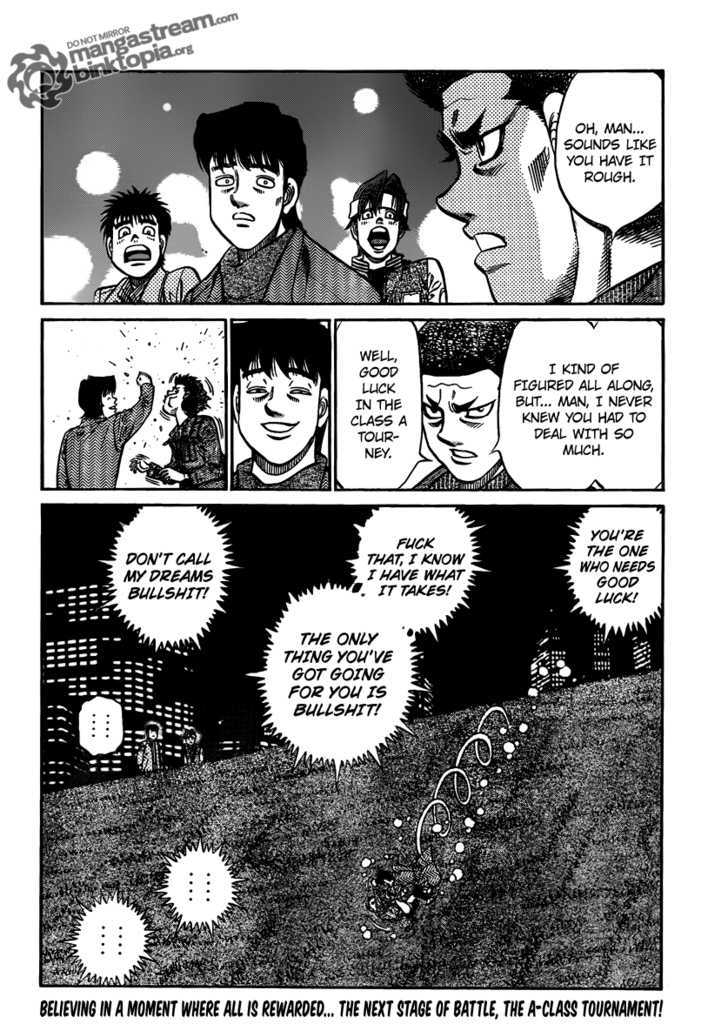 DO NOT MIRROR
mangastream.com
binktopia.org
OH, MAN...
SOUNDS LIKE
YOU HAVE IT
ROUGH.
I KIND OF
FIGURED ALL ALONG,
BUT... MAN, I NEVER
KNEW YOU HAD TO
DEAL WITH SO
MUCH.
WELL,
GOOD
LUCK
IN THE
CLASS A
TOUR-
NEY.
YOU'RE
THE ONE
WHO NEEDS
GOOD
LUCK!
FUCK
THAT, I KNOW
I HAVE WHAT
IT TAKES!
THE ONLY
THING YOU'VE
GOT GOING
FOR YOU IS
BULLSHIT!
DON'T CALL
MY DREAMS
BULLSHIT!
BELIEVING IN A MOMENT WHERE ALL IS REWARDED... THE NEXT STAGE OF BATTLE, THE A-CLASS TOURNAMENT!